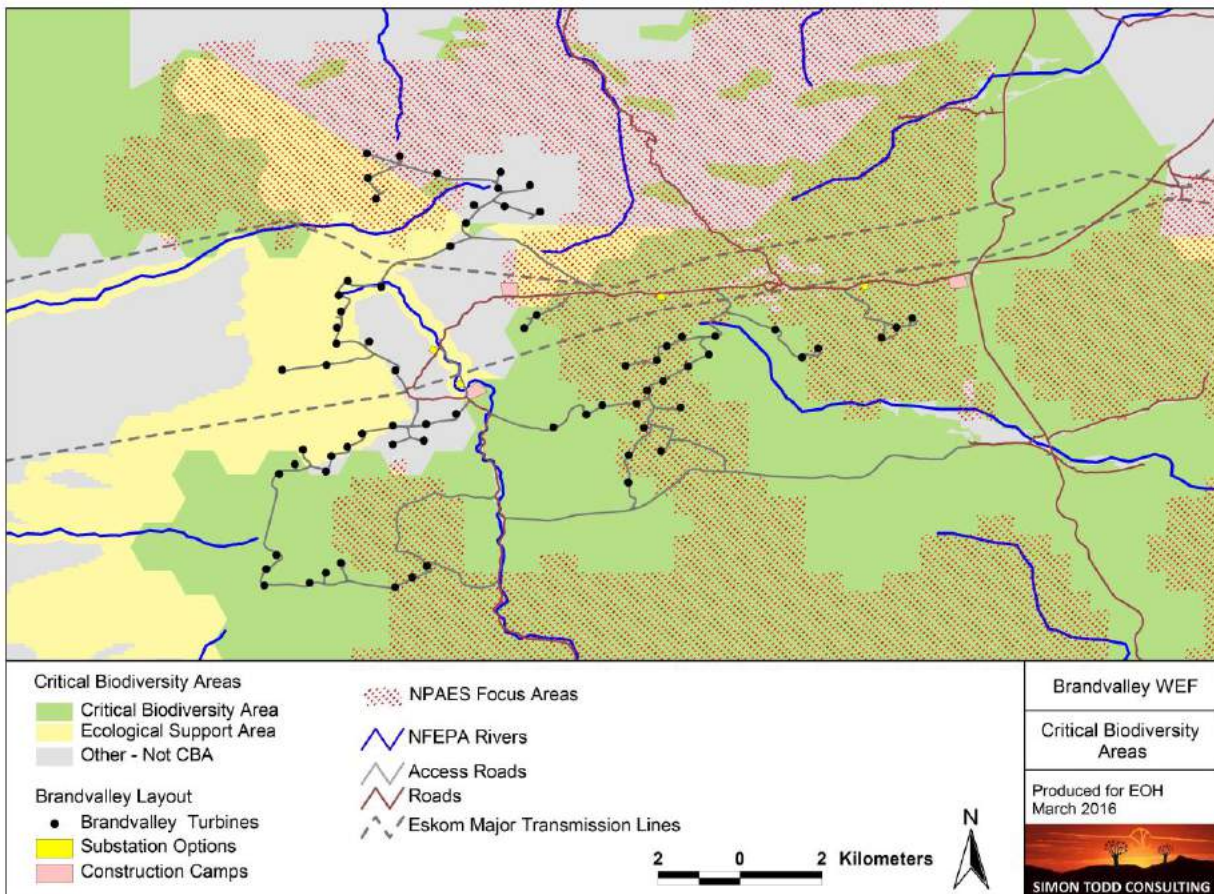 Critical Biodiversity Areas
Critical Biodiversity Area
Ecological Support Area
Other - Not CBA
Brandvalley Layout
Brandvalley Turbines
Substation Options
Construction Camps
NPAES Focus Areas
NFEPA Rivers
Access Roads
Roads
Eskom Major Transmission Lines
2 0 2 Kilometers
N
Brandvalley WEF
Critical Biodiversity
Areas
Produced for EOH
March 2016
SIMON TODD CONSULTING